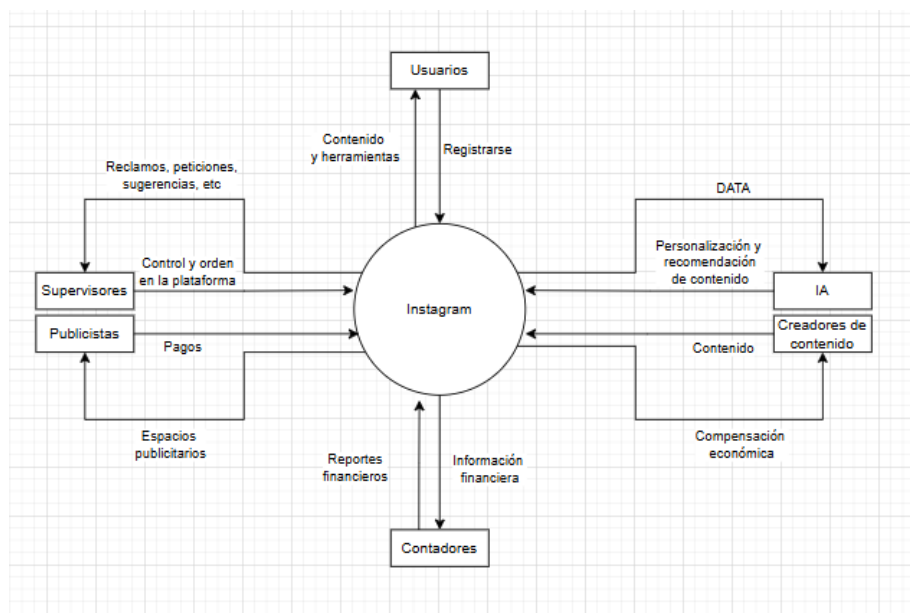 Usuarios
Contenido
y herramientas
Registrarse
Reclamos, peticiones,
sugerencias, etc
DATA
Control y orden
en la plataforma
Personalización y
recomendación
de contenido
Supervisores
Instagram
IA
Publicistas
Pagos
Creadores de
contenido
Contenido
Espacios
publicitarios
Compensación
económica
Reportes
financieros
Información
financiera
Contadores